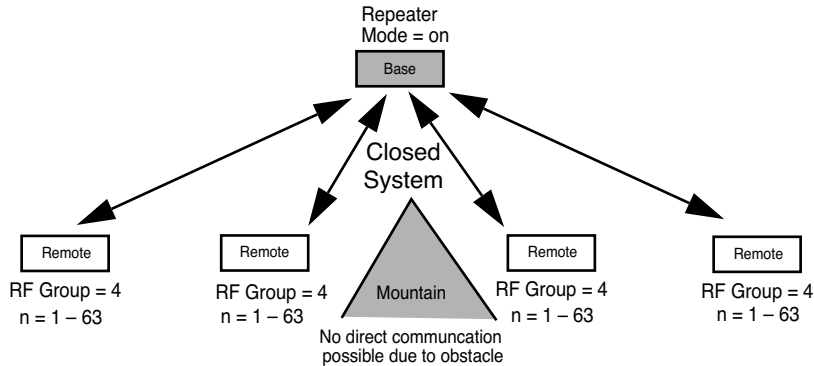 Repeater
Mode = on
Base
Closed
System
Remote
RF Group = 4
n = 1 – 63
Remote
RF Group = 4
n = 1 – 63
Mountain
No direct communcation
possible due to obstacle
Remote
RF Group = 4
n = 1 – 63
Remote
RF Group = 4
n = 1 – 63